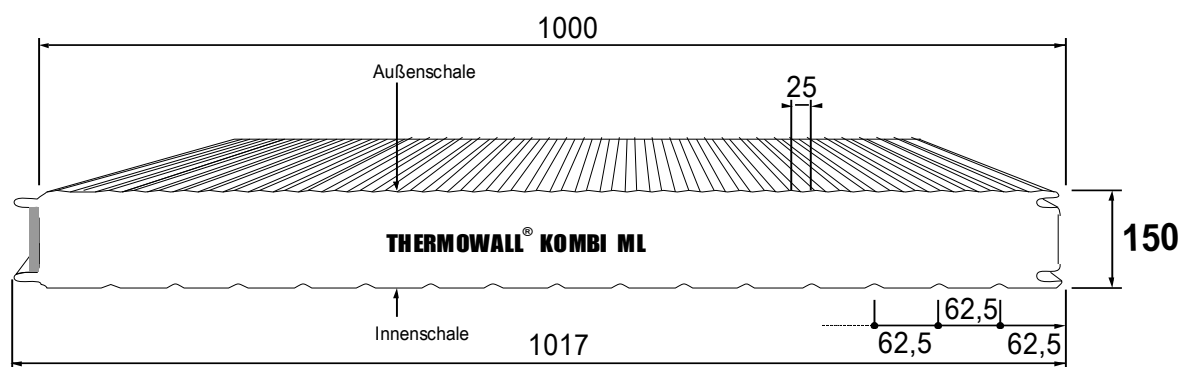 1000
Außenschale
25
THERMOWALL® KOMBI ML
150
62,5
Innenschale
62,5
62,5
1017